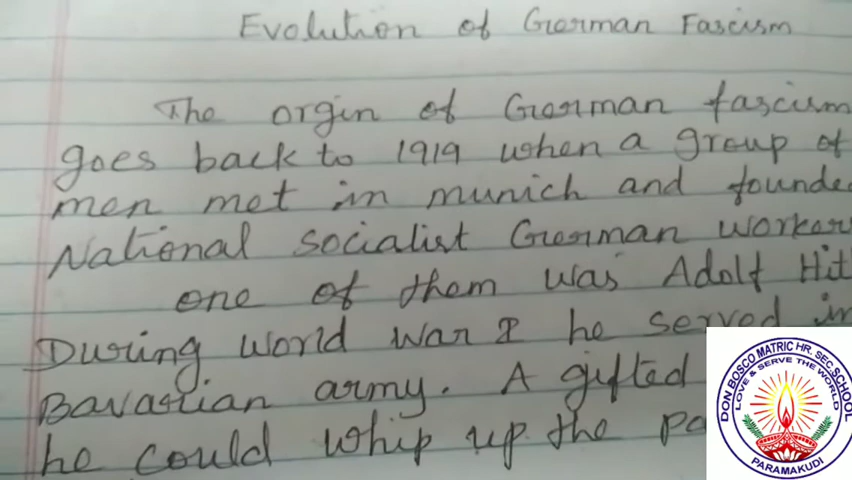 Evolution of German Fascism
The orgin of German fascism
goes back to 1919 when a group of
men met in munich and founde
National socialist German worker
one of them was Adolf Hit
During world war I he served in
Bavarian army. A gifted
he could whip up the pa
DON BOSCO MATRIC HR. SEC. SCHOOL
LOVE & SERVE THE WORLD
PARAMAKUDI